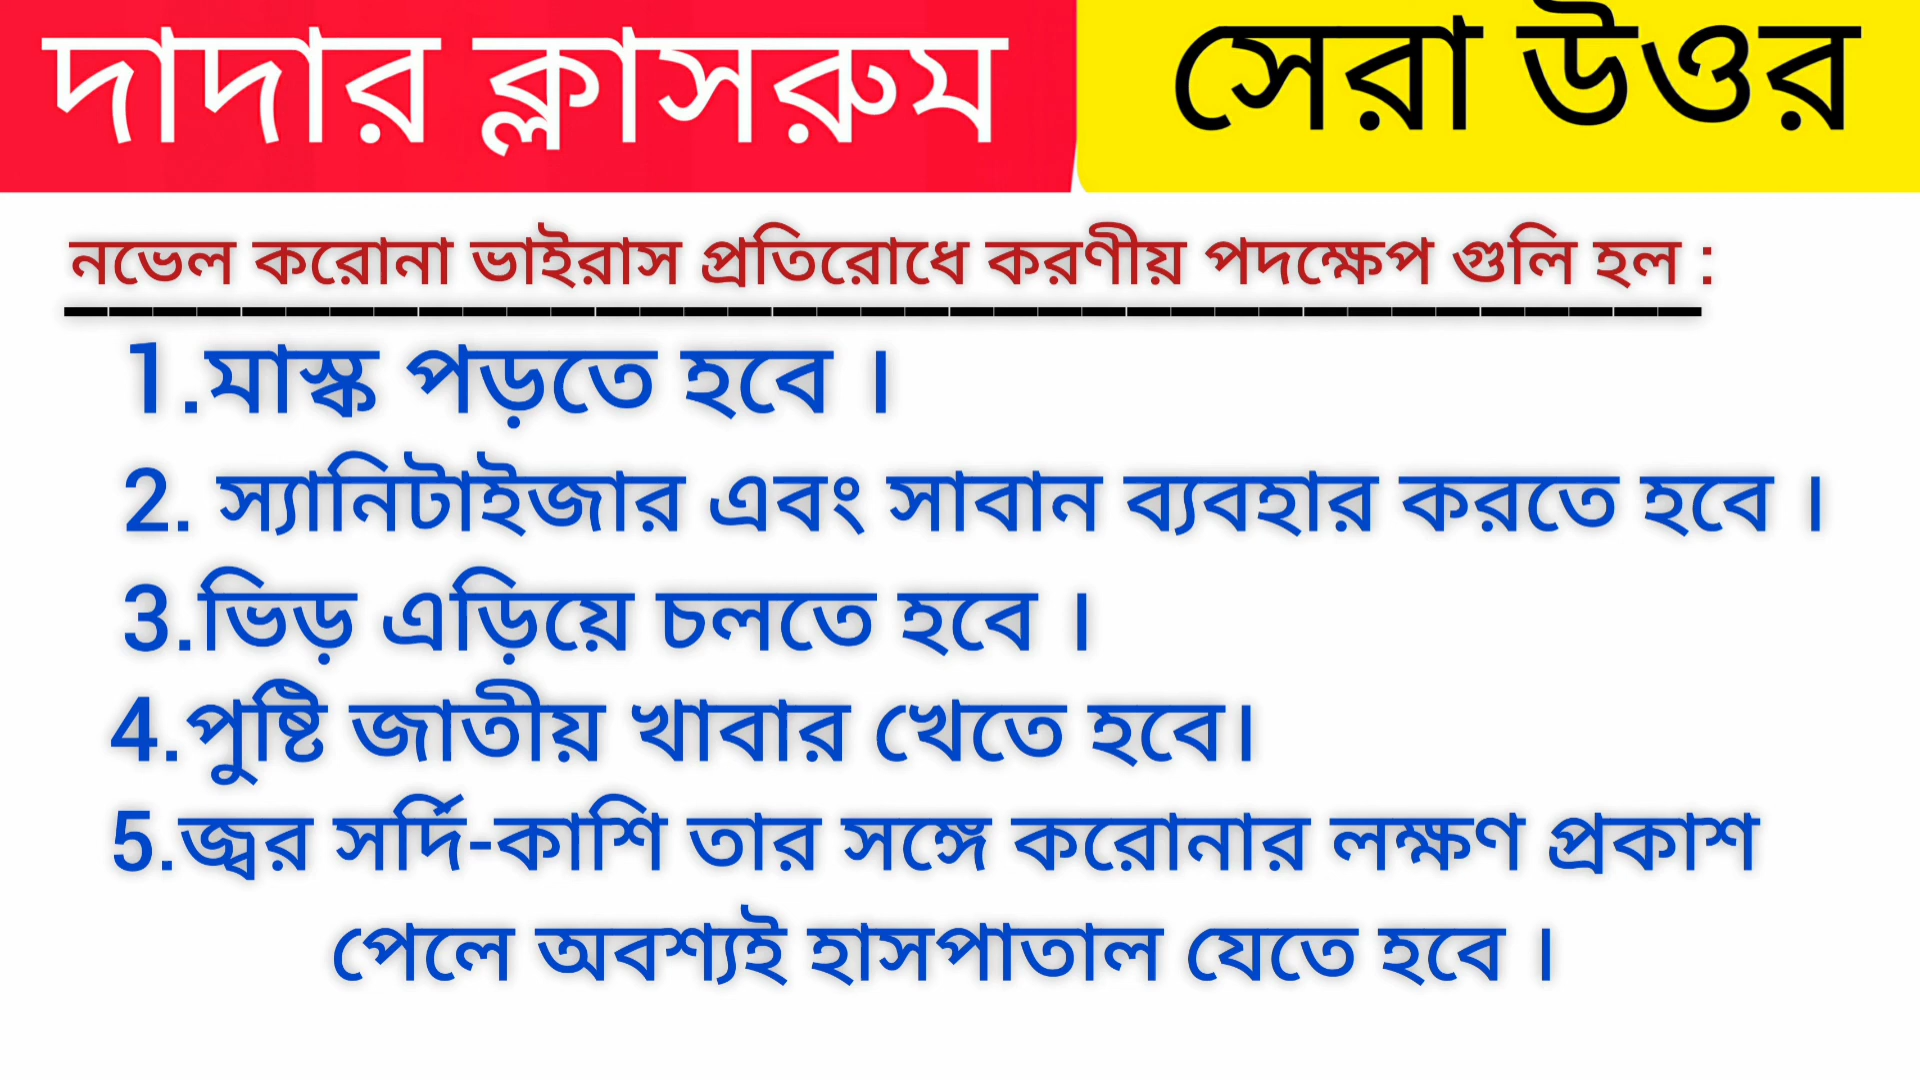 দাদার ক্লাসরুম সেরা উওর
নভেল করোনা ভাইরাস প্রতিরোধে করণীয় পদক্ষেপ গুলি হল :
1.মাস্ক পড়তে হবে ।
2. স্যানিটাইজার এবং সাবান ব্যবহার করতে হবে ।
3.ভিড় এড়িয়ে চলতে হবে ।
4.পুষ্টি জাতীয় খাবার খেতে হবে।
5.জ্বর সর্দি-কাশি তার সঙ্গে করোনার লক্ষণ প্রকাশ
পেলে অবশ্যই হাসপাতাল যেতে হবে ।